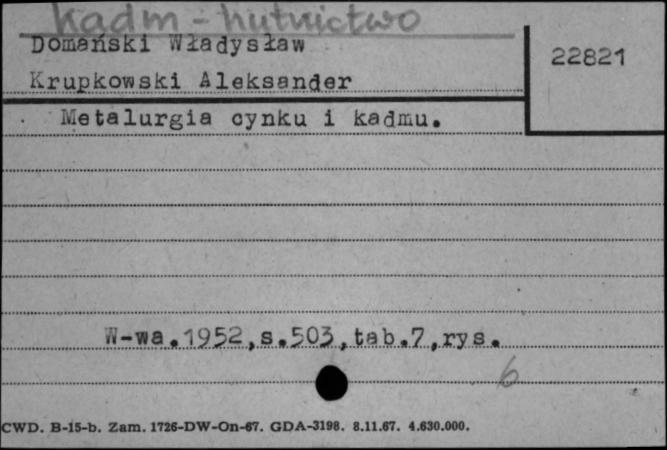 Kadm - hutnictwo
Domański Władysław
22821
Krupkowski Aleksander
Metalurgia cynku i kadmu.
W-wa.1952,s.503,tab.7,rys.
6
CWD. B-15-b. Zam. 1726-DW-On-67. GDA-3198. 8.11.67. 4.630.000.